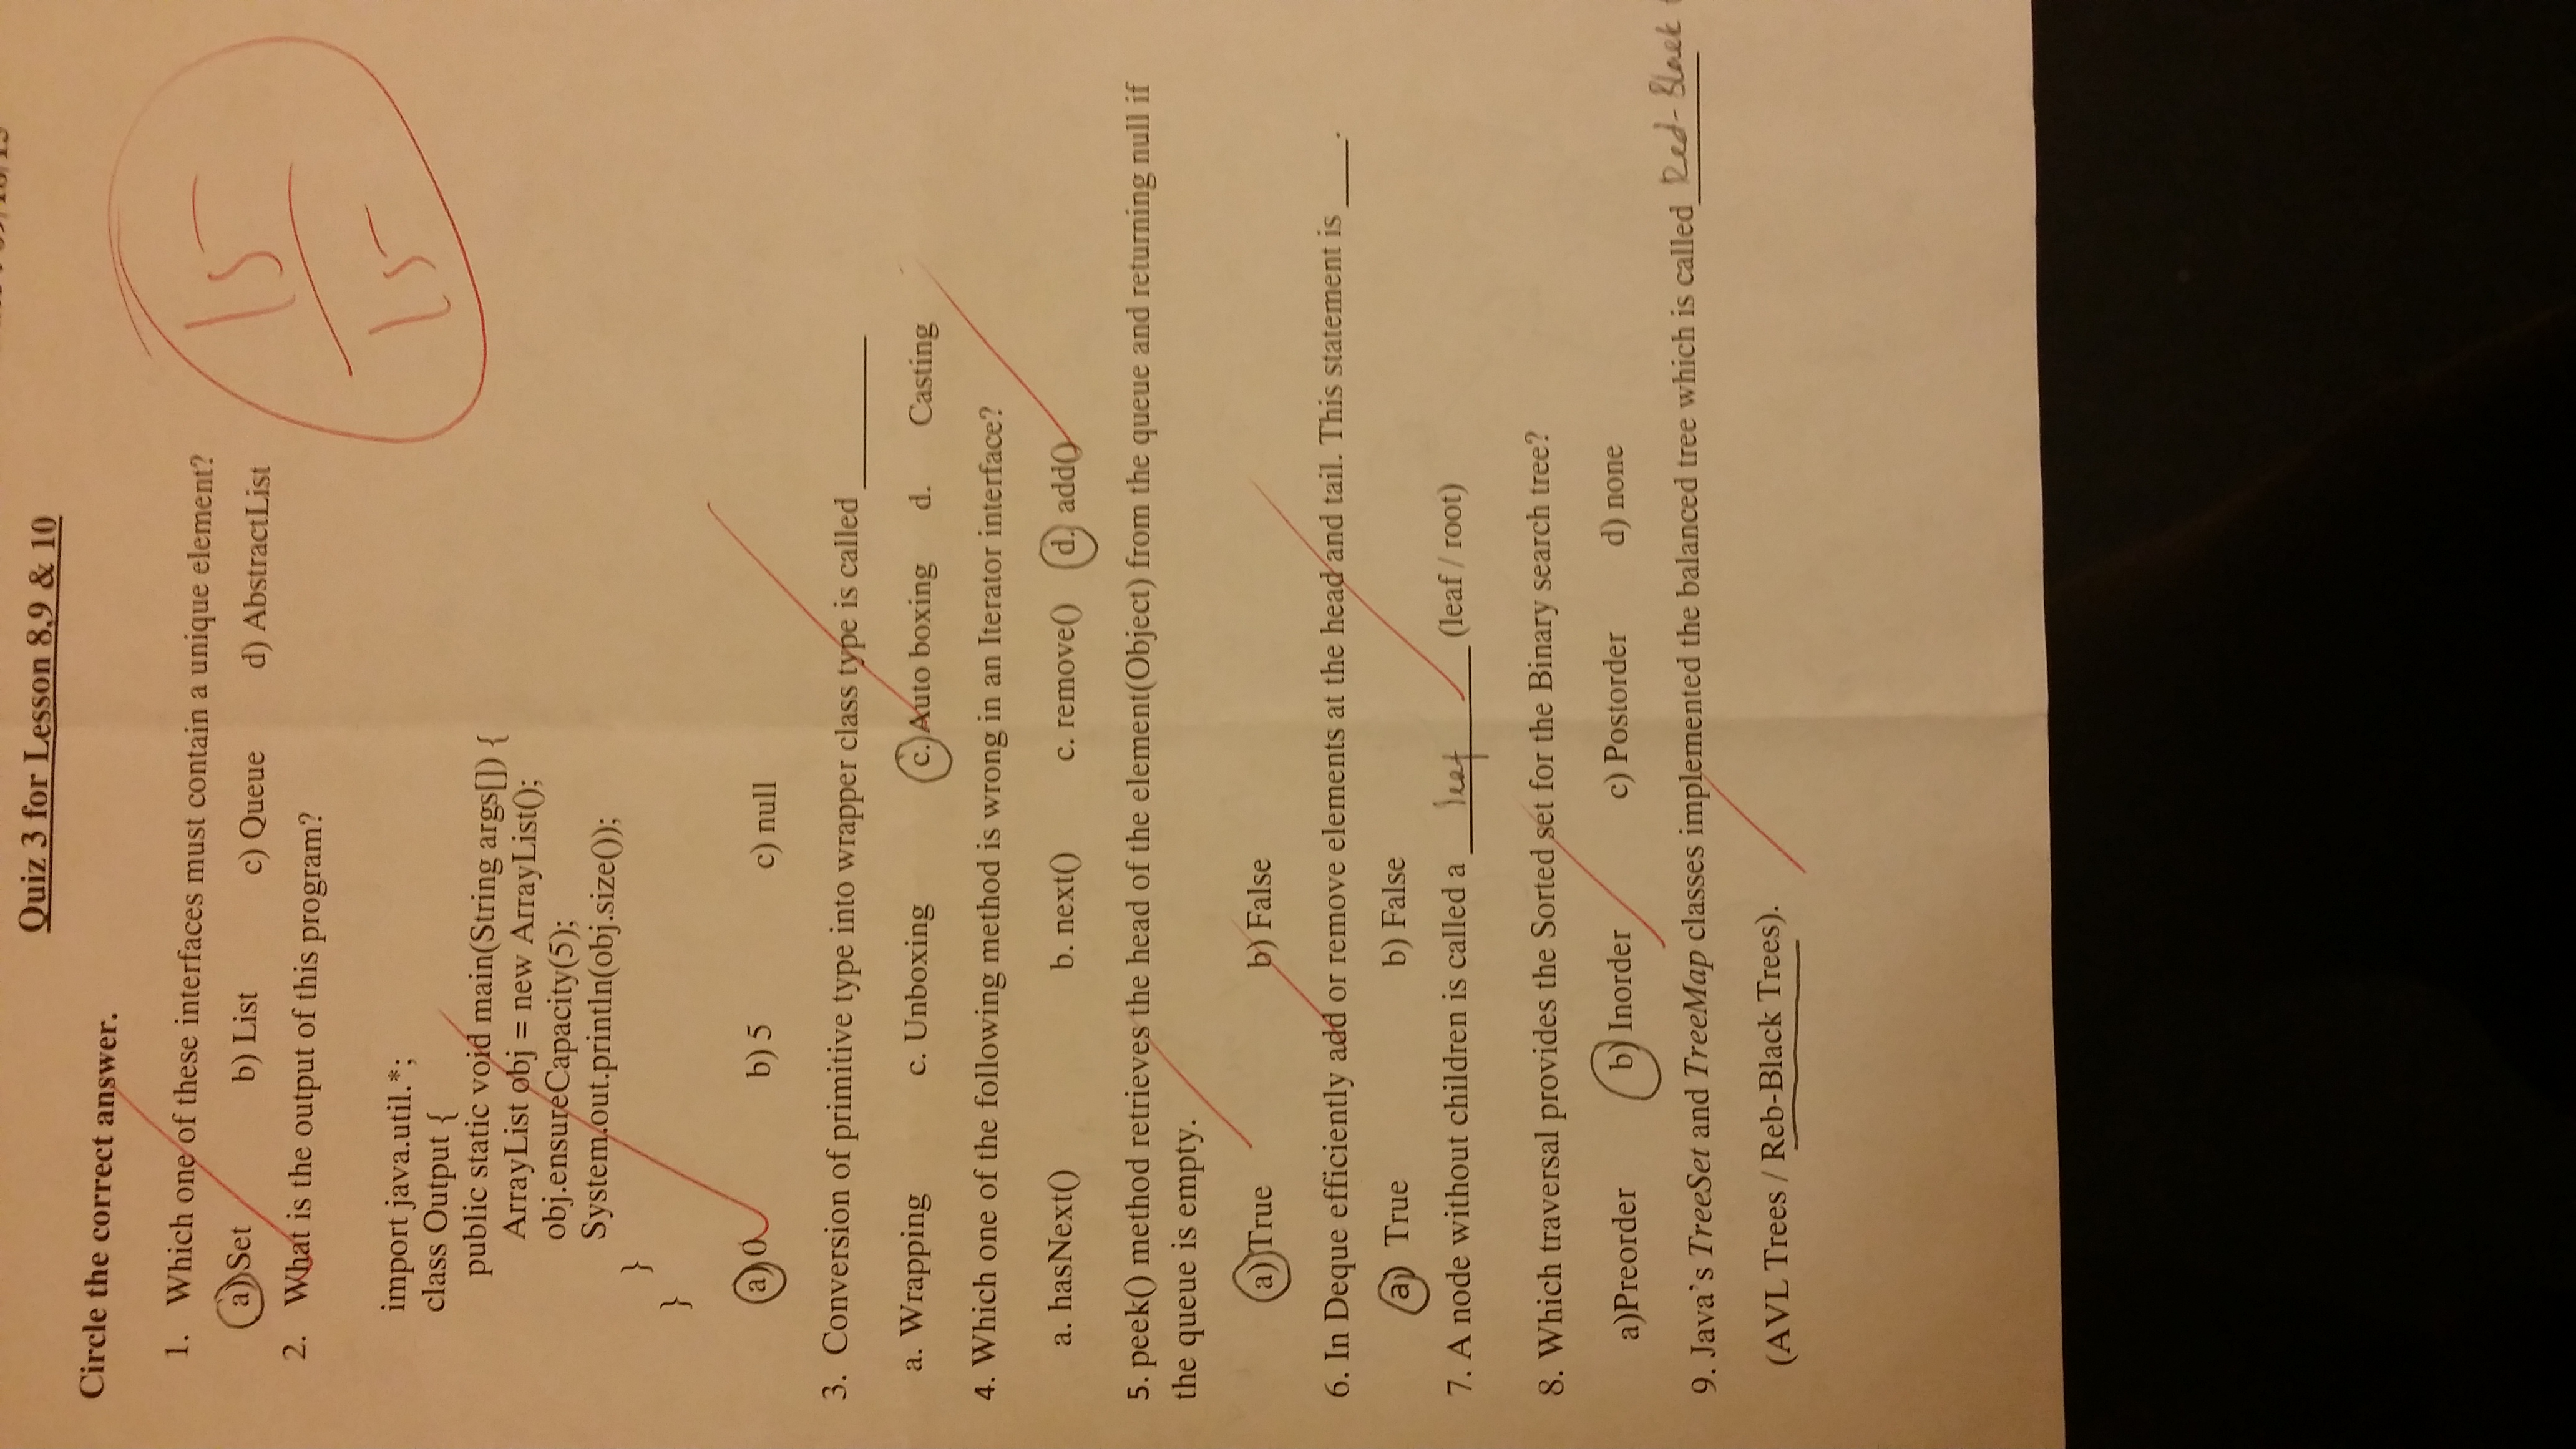 Quiz 3 for Lesson 8,9 & 10
Circle the correct answer.
15
15
1. Which one of these interfaces must contain a unique element?
a) Set b) List c) Queue d) AbstractList
2. What is the output of this program?
import java.util.*;
class Output {
public static void main(String args[]) {
ArrayList obj = new ArrayList();
obj.ensureCapacity(5);
System.out.println(obj.size());
}
}
a) 0 b) 5 c) null
3. Conversion of primitive type into wrapper class type is called ________
a. Wrapping c. Unboxing c. Auto boxing d. Casting
4. Which one of the following method is wrong in an Iterator interface?
a. hasNext() b. next() c. remove() d. add()
5. peek() method retrieves the head of the element(Object) from the queue and returning null if
the queue is empty.
a) True b) False
6. In Deque efficiently add or remove elements at the head and tail. This statement is ____.
a) True b) False
7. A node without children is called a leaf (leaf / root)
8. Which traversal provides the Sorted set for the Binary search tree?
a)Preorder b) Inorder c) Postorder d) none
9. Java's TreeSet and TreeMap classes implemented the balanced tree which is called Red-Black
(AVL Trees / Reb-Black Trees).